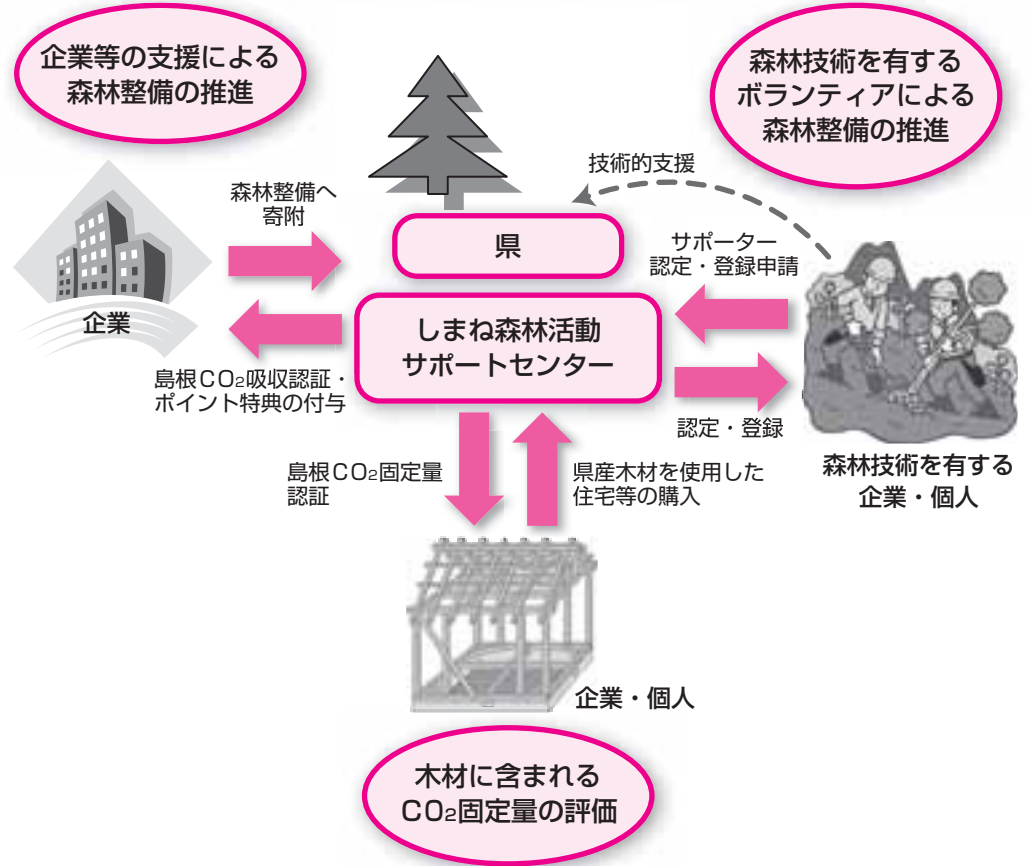 企業等の支援による
森林整備の推進
森林技術を有する
ボランティアによる
森林整備の推進
技術的支援
森林整備へ
寄附
県
サポーター
認定・登録申請
企業
しまね森林活動
サポートセンター
島根CO₂吸収認証・
ポイント特典の付与
認定・登録
森林技術を有する
企業・個人
島根CO₂固定量
認証
県産木材を使用した
住宅等の購入
企業・個人
木材に含まれる
CO₂固定量の評価